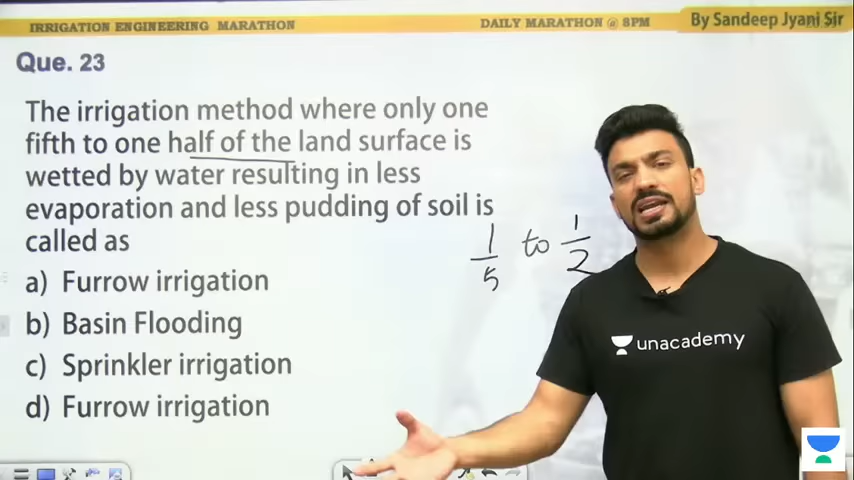 IRRIGATION ENGINEERING MARATHON
DAILY MARATHON @ 8PM
By Sandeep Jyani Sir
Que. 23
The irrigation method where only one
fifth to one half of the land surface is
wetted by water resulting in less
evaporation and less pudding of soil is
called as
1/5 to 1/2
a) Furrow irrigation
b) Basin Flooding
c) Sprinkler irrigation
d) Furrow irrigation
unacademy